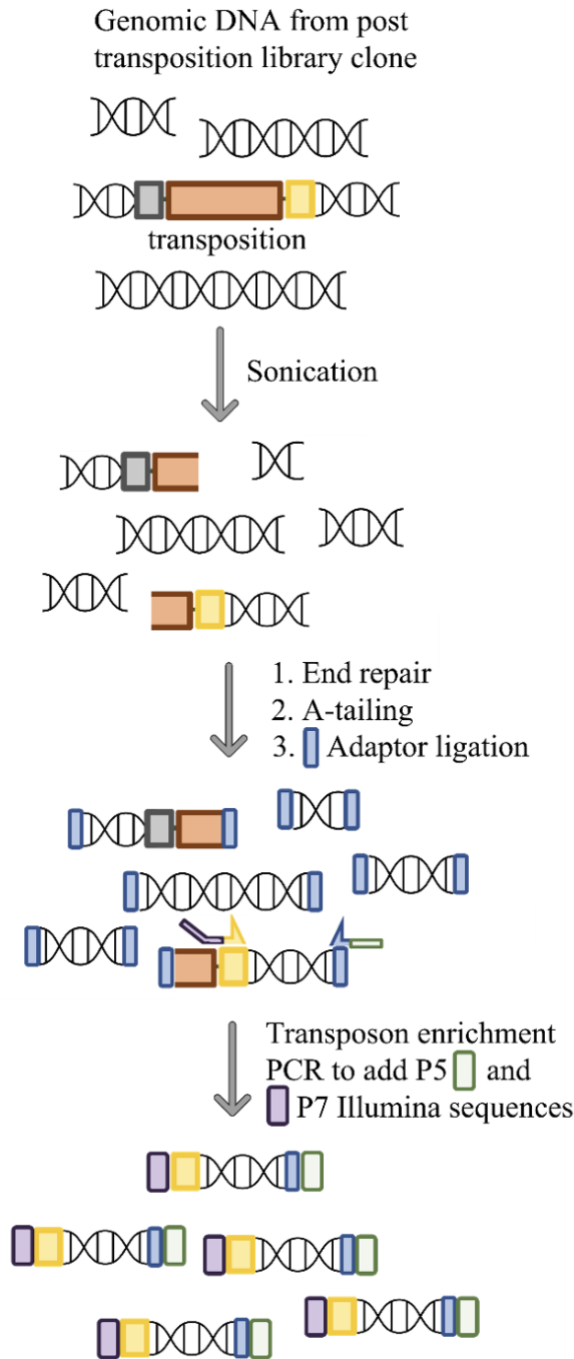 Genomic DNA from post
transposition library clone
transposition
Sonication
1. End repair
2. A-tailing
3. Adaptor ligation
Transposon enrichment
PCR to add P5 and
P7 Illumina sequences